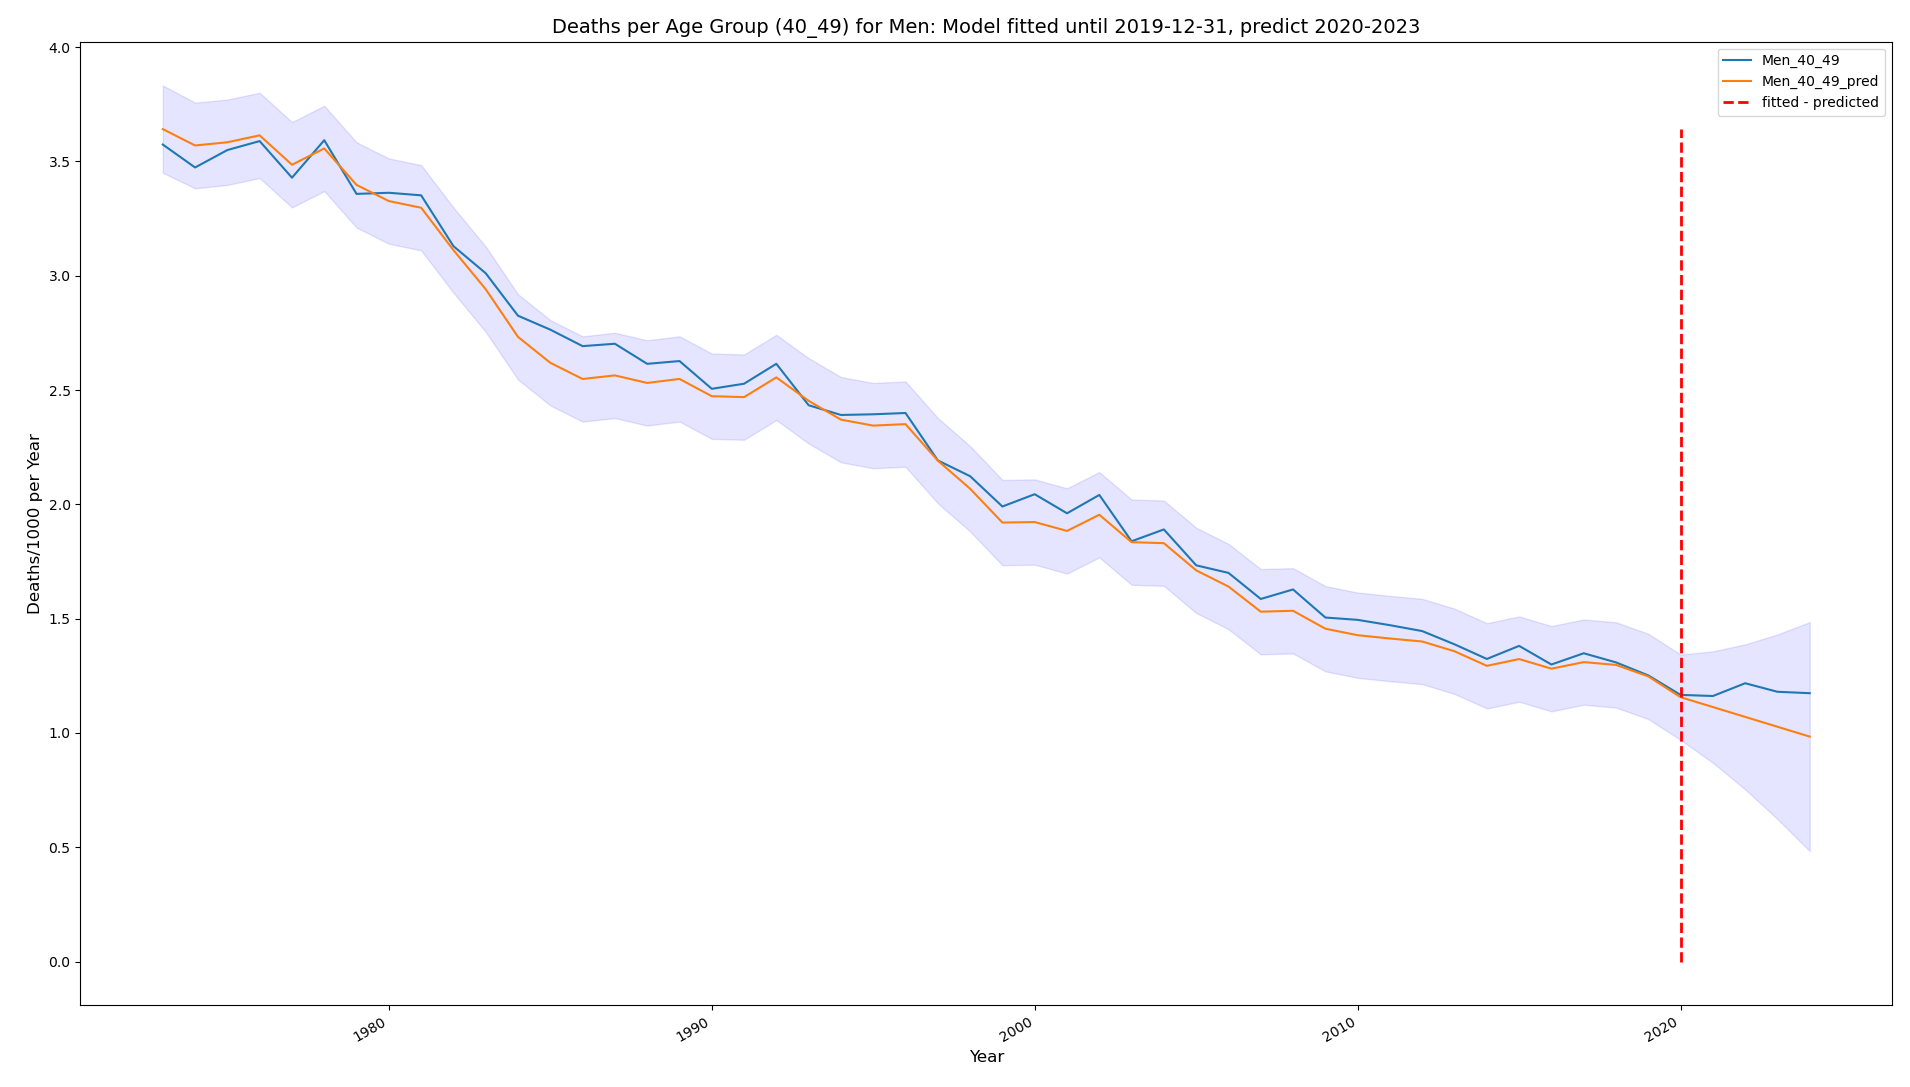 Deaths per Age Group (40_49) for Men: Model fitted until 2019-12-31, predict 2020-2023
Men_40_49
Men_40_49_pred
fitted - predicted
Deaths/1000 per Year
4.0
3.5
3.0
2.5
2.0
1.5
1.0
0.5
0.0
1980
1990
2000
2010
2020
Year